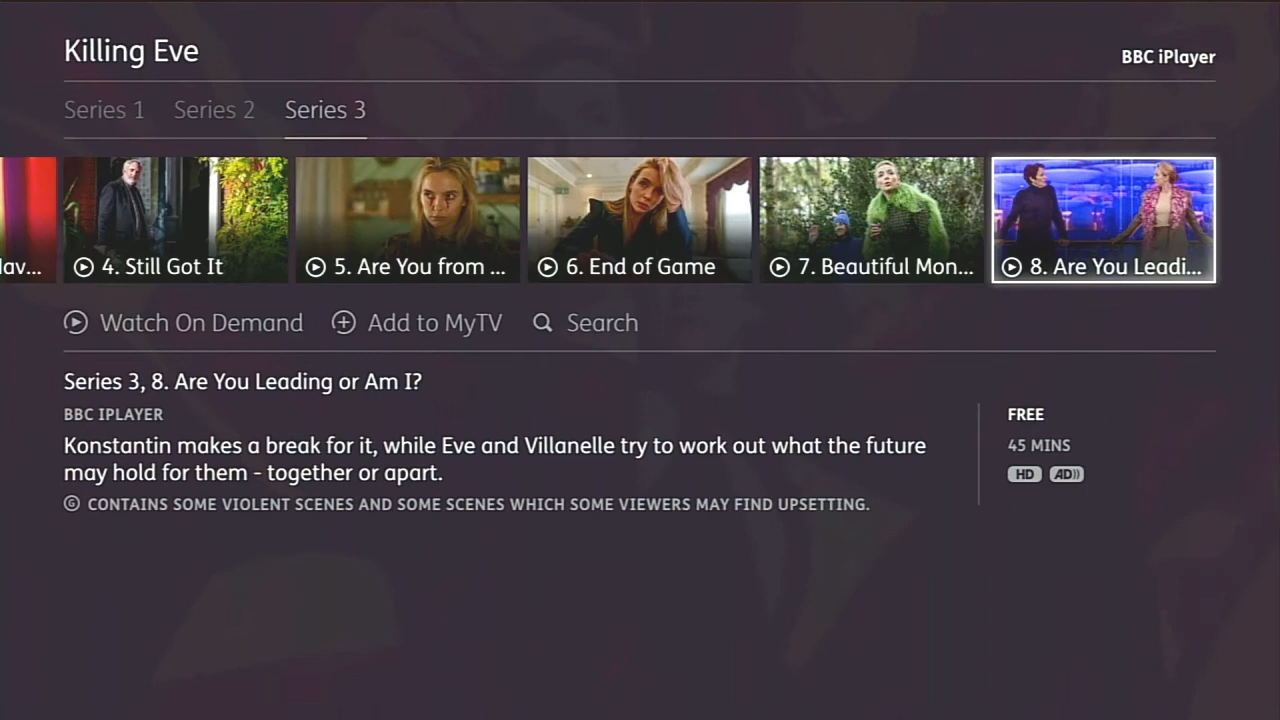 Killing Eve
BBC iPlayer
Series 1 Series 2 Series 3
lav... 4. Still Got It 5. Are You from ... 6. End of Game 7. Beautiful Mon... 8. Are You Leadi...
Watch On Demand Add to MyTV Search
Series 3, 8. Are You Leading or Am I?
BBC IPLAYER
Konstantin makes a break for it, while Eve and Villanelle try to work out what the future
may hold for them - together or apart.
G CONTAINS SOME VIOLENT SCENES AND SOME SCENES WHICH SOME VIEWERS MAY FIND UPSETTING.
FREE
45 MINS
HD AD))